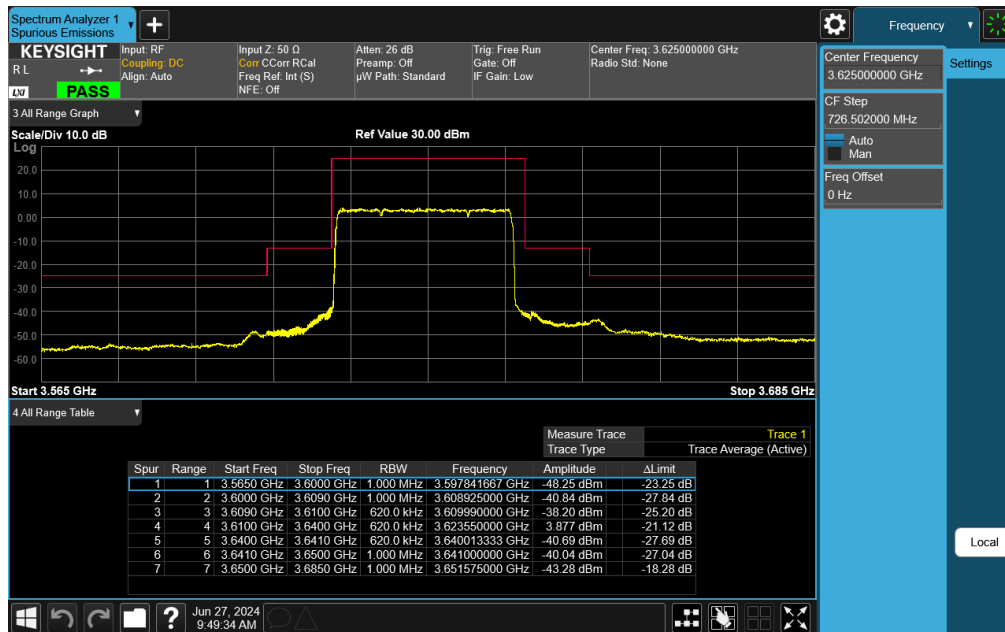 Spectrum Analyzer 1
Spurious Emissions
Frequency
KEYSIGHT
R L
LXI
PASS
Input: RF
Coupling: DC
Align: Auto
Input Z: 50 Ω
Corr CCorr RCal
Freq Ref: Int (S)
NFE: Off
Atten: 26 dB
Preamp: Off
µW Path: Standard
Trig: Free Run
Gate: Off
IF Gain: Low
Center Freq: 3.625000000 GHz
Radio Std: None
Center Frequency
3.625000000 GHz
Settings
CF Step
726.502000 MHz
Auto
Man
Freq Offset
0 Hz
Local
3 All Range Graph
Scale/Div 10.0 dB
Ref Value 30.00 dBm
Log
20.0
10.0
0.00
-10.0
-20.0
-30.0
-40.0
-50.0
-60.0
Start 3.565 GHz
Stop 3.685 GHz
4 All Range Table
Measure Trace Trace 1
Trace Type Trace Average (Active)
Spur Range Start Freq Stop Freq RBW Frequency Amplitude ΔLimit
1 1 3.5650 GHz 3.6000 GHz 1.000 MHz 3.597841667 GHz -48.25 dBm -23.25 dB
2 2 3.6000 GHz 3.6090 GHz 1.000 MHz 3.608925000 GHz -40.84 dBm -27.84 dB
3 3 3.6090 GHz 3.6100 GHz 620.0 kHz 3.609990000 GHz -38.20 dBm -25.20 dB
4 4 3.6100 GHz 3.6400 GHz 620.0 kHz 3.623550000 GHz 3.877 dBm -21.12 dB
5 5 3.6400 GHz 3.6410 GHz 620.0 kHz 3.640013333 GHz -40.69 dBm -27.69 dB
6 6 3.6410 GHz 3.6500 GHz 1.000 MHz 3.641000000 GHz -40.04 dBm -27.04 dB
7 7 3.6500 GHz 3.6850 GHz 1.000 MHz 3.651575000 GHz -43.28 dBm -18.28 dB
?
Jun 27, 2024
9:49:34 AM